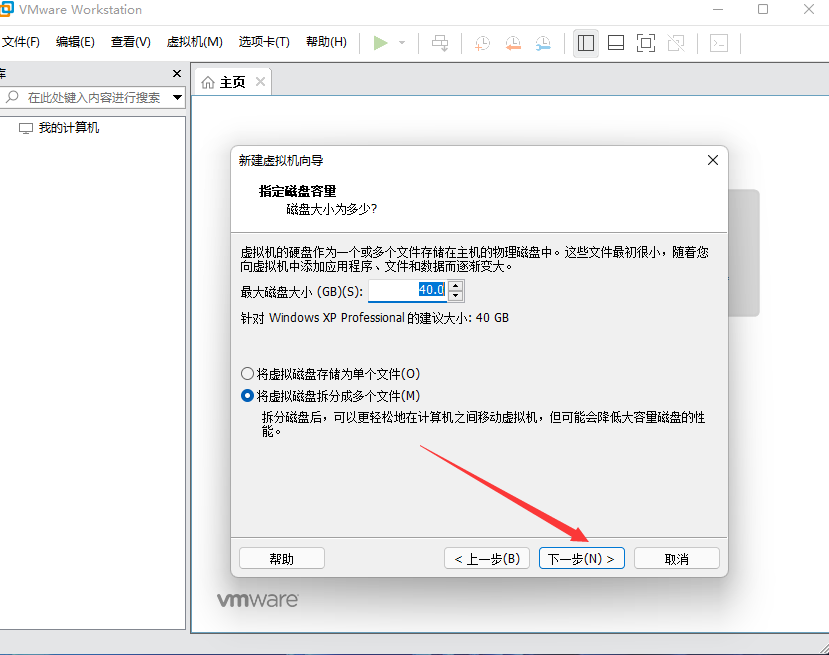 VMware Workstation
文件(F) 编辑(E) 查看(V) 虚拟机(M) 选项卡(T) 帮助(H)
库
主页
在此处键入内容进行搜索
我的计算机
新建虚拟机向导
指定磁盘容量
磁盘大小为多少?
虚拟机的硬盘作为一个或多个文件存储在主机的物理磁盘中。这些文件最初很小，随着您
向虚拟机中添加应用程序、文件和数据而逐渐变大。
最大磁盘大小 (GB)(S): 40.0
针对 Windows XP Professional 的建议大小: 40 GB
将虚拟磁盘存储为单个文件(O)
将虚拟磁盘拆分成多个文件(M)
拆分磁盘后，可以更轻松地在计算机之间移动虚拟机，但可能会降低大容量磁盘的性
能。
帮助 < 上一步(B) 下一步(N) > 取消
vmware